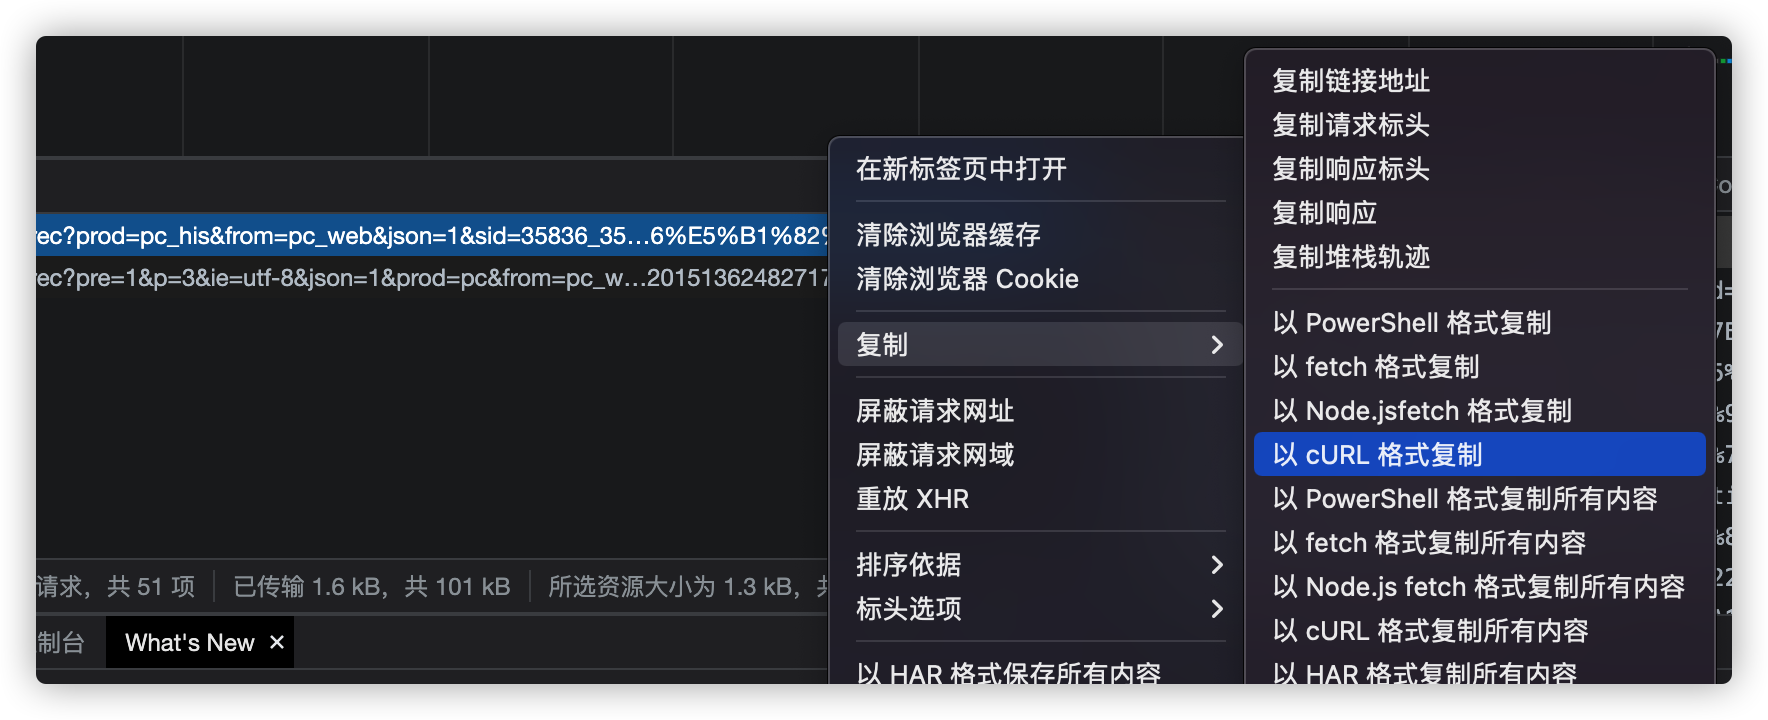 rec?prod=pc_his&from=pc_web&json=1&sid=35836_35...6%E5%B1%82%
rec?pre=1&p=3&ie=utf-8&json=1&prod=pc&from=pc_w...201513624827 17
请求，共 51 项
已传输 1.6 kB，共 101 kB
所选资源大小为 1.3 kB，共
制台
What's New ×
在新标签页中打开
清除浏览器缓存
清除浏览器 Cookie
复制
屏蔽请求网址
屏蔽请求网域
重放 XHR
排序依据
标头选项
以 HAR 格式保存所有内容
复制链接地址
复制请求标头
复制响应标头
复制响应
复制堆栈轨迹
以 PowerShell 格式复制
以 fetch 格式复制
以 Node.jsfetch 格式复制
以 cURL 格式复制
以 PowerShell 格式复制所有内容
以 fetch 格式复制所有内容
以 Node.js fetch 格式复制所有内容
以 cURL 格式复制所有内容
以 HAR 格式复制所有内容